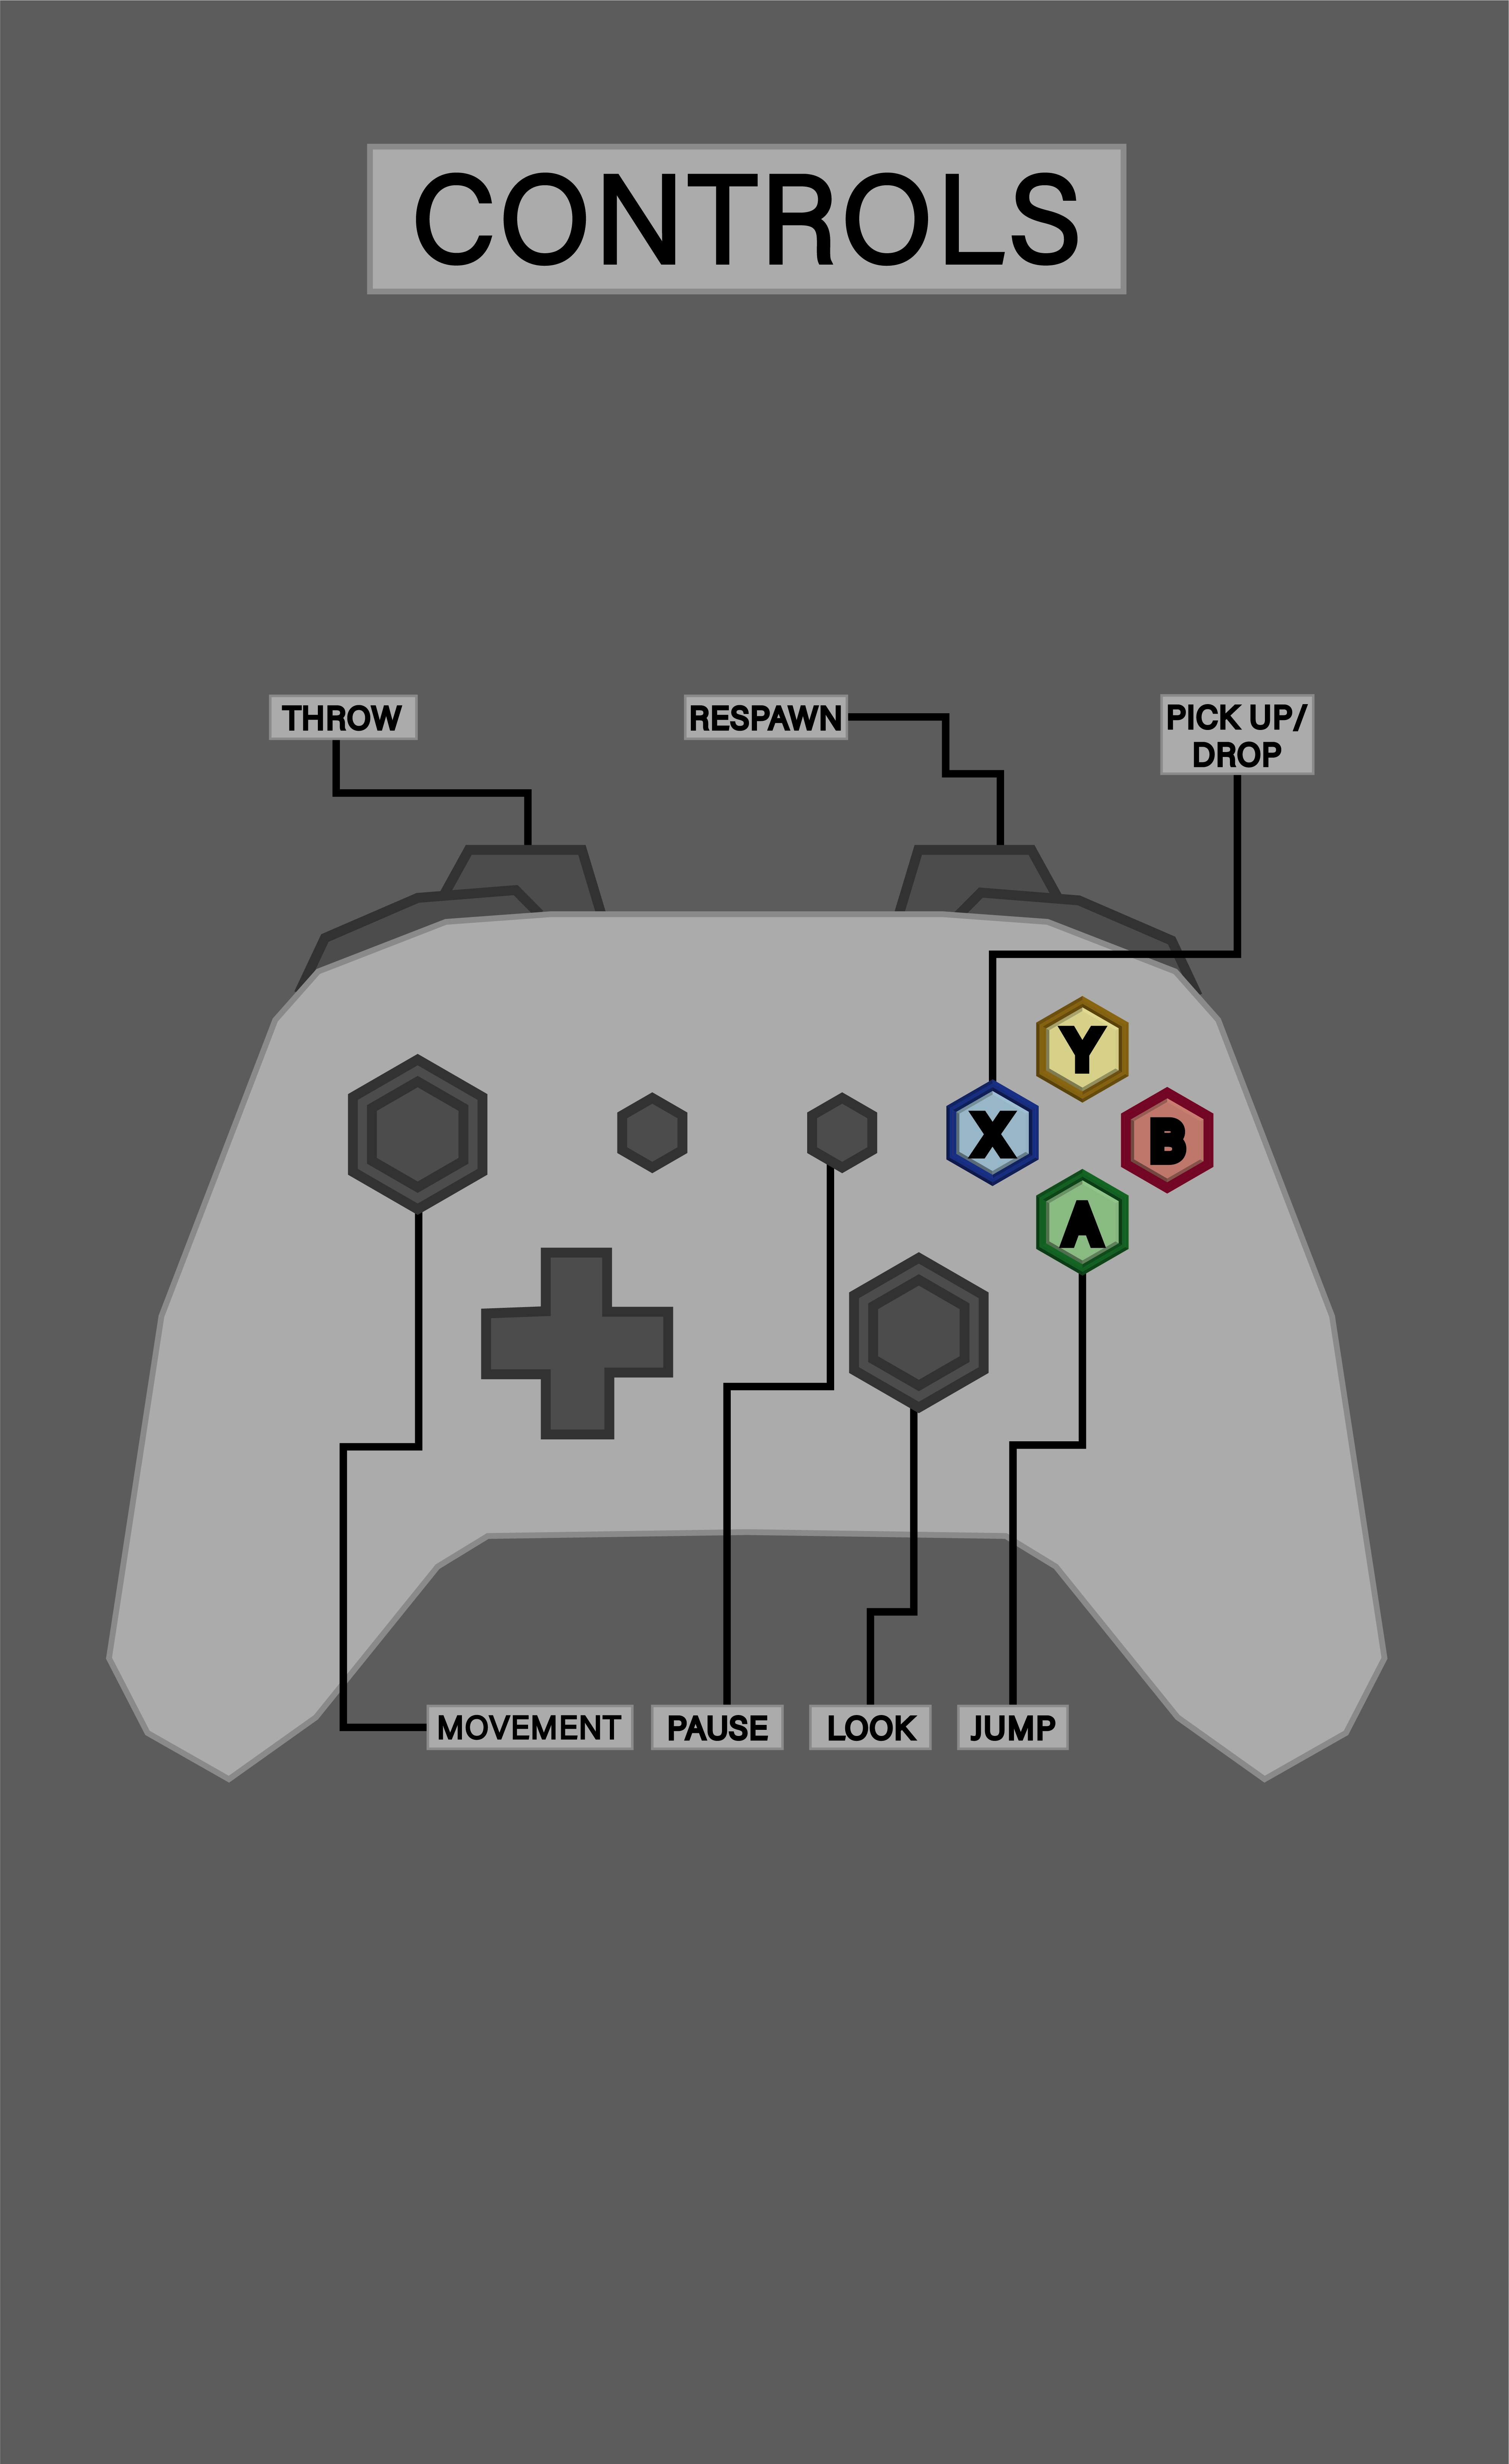 CONTROLS
THROW
RESPAWN
PICK UP/
DROP
Y
X
B
A
MOVEMENT
PAUSE
LOOK
JUMP